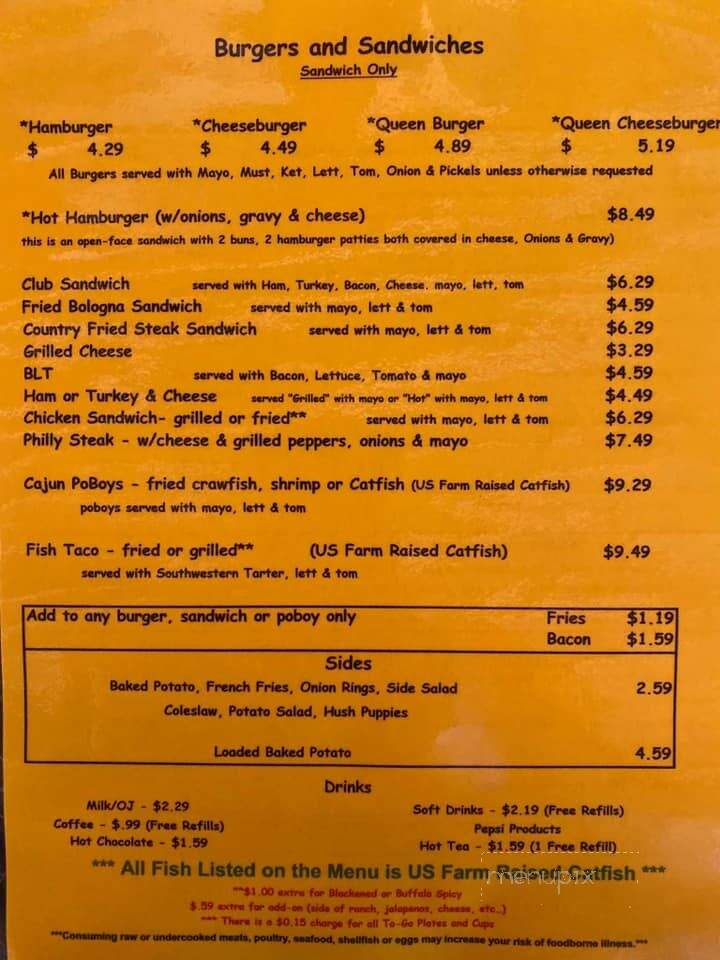 Burgers and Sandwiches
Sandwich Only
*Hamburger *Cheeseburger *Queen Burger *Queen Cheeseburger
$ 4.29 $ 4.49 $ 4.89 $ 5.19
All Burgers served with Mayo, Must, Ket, Lett, Tom, Onion & Pickels unless otherwise requested
*Hot Hamburger (w/onions, gravy & cheese) $8.49
this is an open-face sandwich with 2 buns, 2 hamburger patties both covered in cheese, Onions & Gravy)
Club Sandwich served with Ham, Turkey, Bacon, Cheese. mayo, lett, tom $6.29
Fried Bologna Sandwich served with mayo, lett & tom $4.59
Country Fried Steak Sandwich served with mayo, lett & tom $6.29
Grilled Cheese $3.29
BLT served with Bacon, Lettuce, Tomato & mayo $4.59
Ham or Turkey & Cheese served "Grilled" with mayo or "Hot" with mayo, lett & tom $4.49
Chicken Sandwich- grilled or fried** served with mayo, lett & tom $6.29
Philly Steak - w/cheese & grilled peppers, onions & mayo $7.49
Cajun PoBoys - fried crawfish, shrimp or Catfish (US Farm Raised Catfish) $9.29
poboys served with mayo, lett & tom
Fish Taco - fried or grilled** (US Farm Raised Catfish) $9.49
served with Southwestern Tarter, lett & tom
Add to any burger, sandwich or poboy only Fries $1.19
Bacon $1.59
Sides
Baked Potato, French Fries, Onion Rings, Side Salad 2.59
Coleslaw, Potato Salad, Hush Puppies
Loaded Baked Potato 4.59
Drinks
Milk/OJ - $2.29 Soft Drinks - $2.19 (Free Refills)
Coffee - $.99 (Free Refills) Pepsi Products
Hot Chocolate - $1.59 Hot Tea - $1.59 (1 Free Refill)
*** All Fish Listed on the Menu is US Farm Raised Catfish ***
menupix
**$1.00 extra for Blackened or Buffalo Spicy
$.59 extra for add-on (side of ranch, jalapenos, cheese, etc..)
*** There is a $0.15 charge for all To-Go Plates and Cups
***Consuming raw or undercooked meats, poultry, seafood, shellfish or eggs may increase your risk of foodborne illness.***